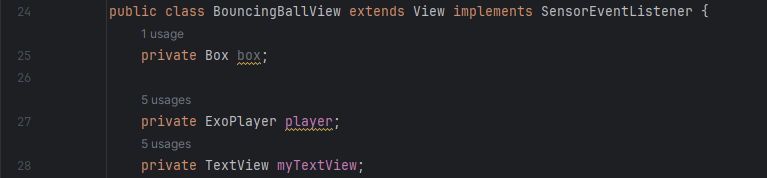 24 public class BouncingBallView extends View implements SensorEventListener {
1 usage
25 private Box box;
26
5 usages
27 private ExoPlayer player;
5 usages
28 private TextView myTextView;